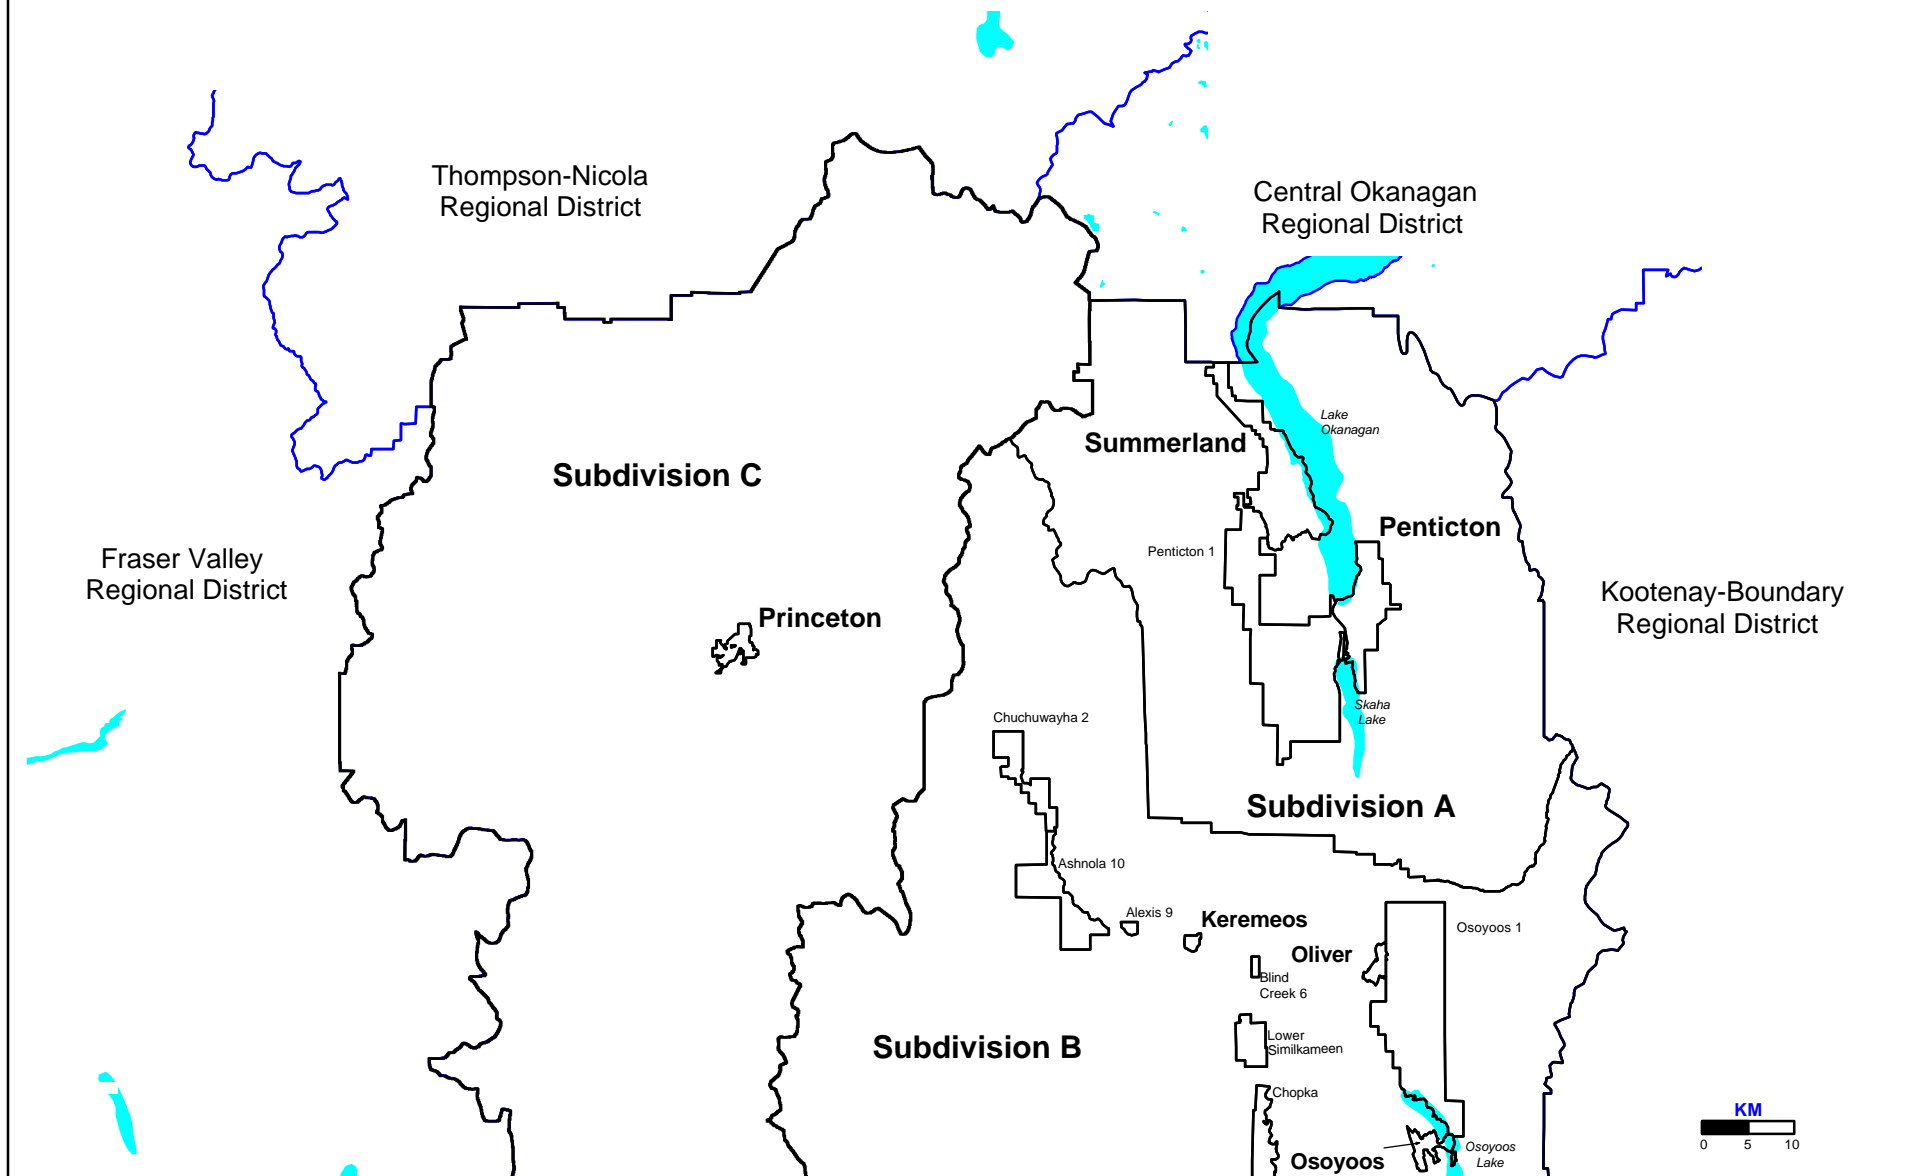 Thompson-Nicola
Regional District
Central Okanagan
Regional District
Lake
Okanagan
Summerland
Subdivision C
Penticton
Penticton 1
Fraser Valley
Regional District
Kootenay-Boundary
Regional District
Princeton
Skaha
Lake
Chuchuwayha 2
Subdivision A
Ashnola 10
Alexis 9
Keremeos
Osoyoos 1
Oliver
Blind
Creek 6
Lower
Similkameen
Subdivision B
Chopka
KM
0 5 10
Osoyoos
Lake
Osoyoos